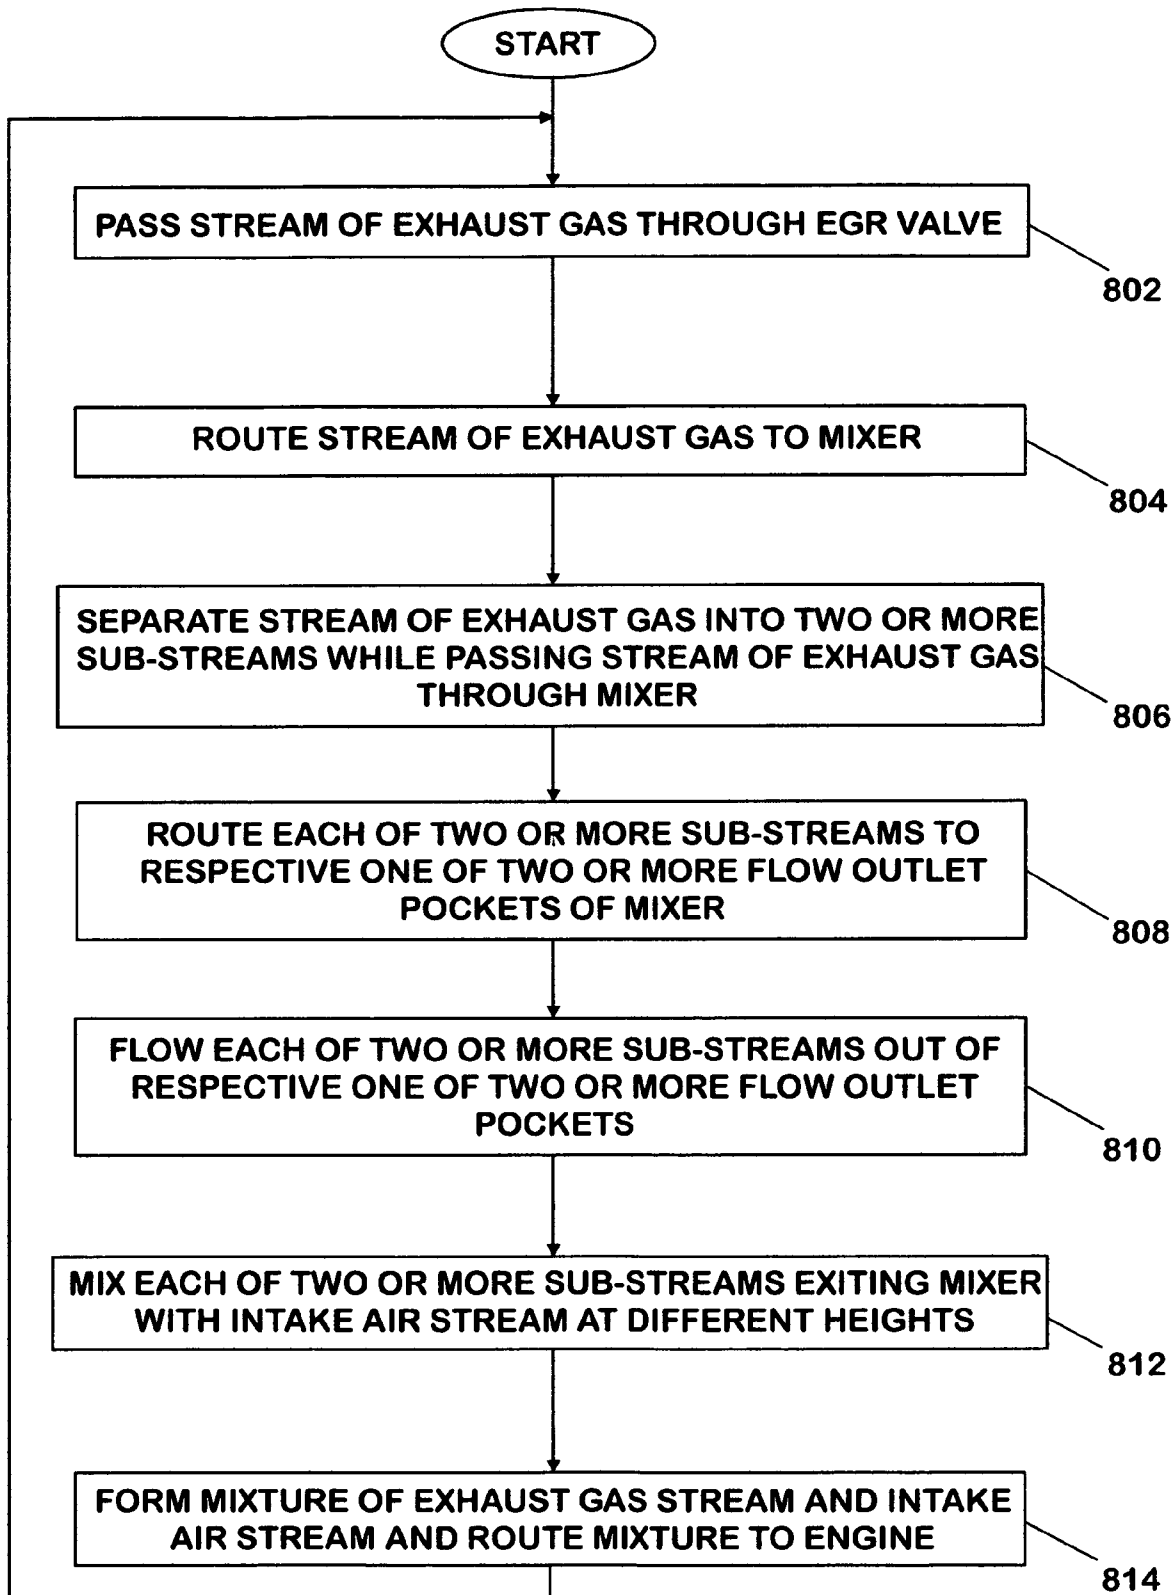 START
PASS STREAM OF EXHAUST GAS THROUGH EGR VALVE
802
ROUTE STREAM OF EXHAUST GAS TO MIXER
804
SEPARATE STREAM OF EXHAUST GAS INTO TWO OR MORE
SUB-STREAMS WHILE PASSING STREAM OF EXHAUST GAS
THROUGH MIXER
806
ROUTE EACH OF TWO OR MORE SUB-STREAMS TO
RESPECTIVE ONE OF TWO OR MORE FLOW OUTLET
POCKETS OF MIXER
808
FLOW EACH OF TWO OR MORE SUB-STREAMS OUT OF
RESPECTIVE ONE OF TWO OR MORE FLOW OUTLET
POCKETS
810
MIX EACH OF TWO OR MORE SUB-STREAMS EXITING MIXER
WITH INTAKE AIR STREAM AT DIFFERENT HEIGHTS
812
FORM MIXTURE OF EXHAUST GAS STREAM AND INTAKE
AIR STREAM AND ROUTE MIXTURE TO ENGINE
814